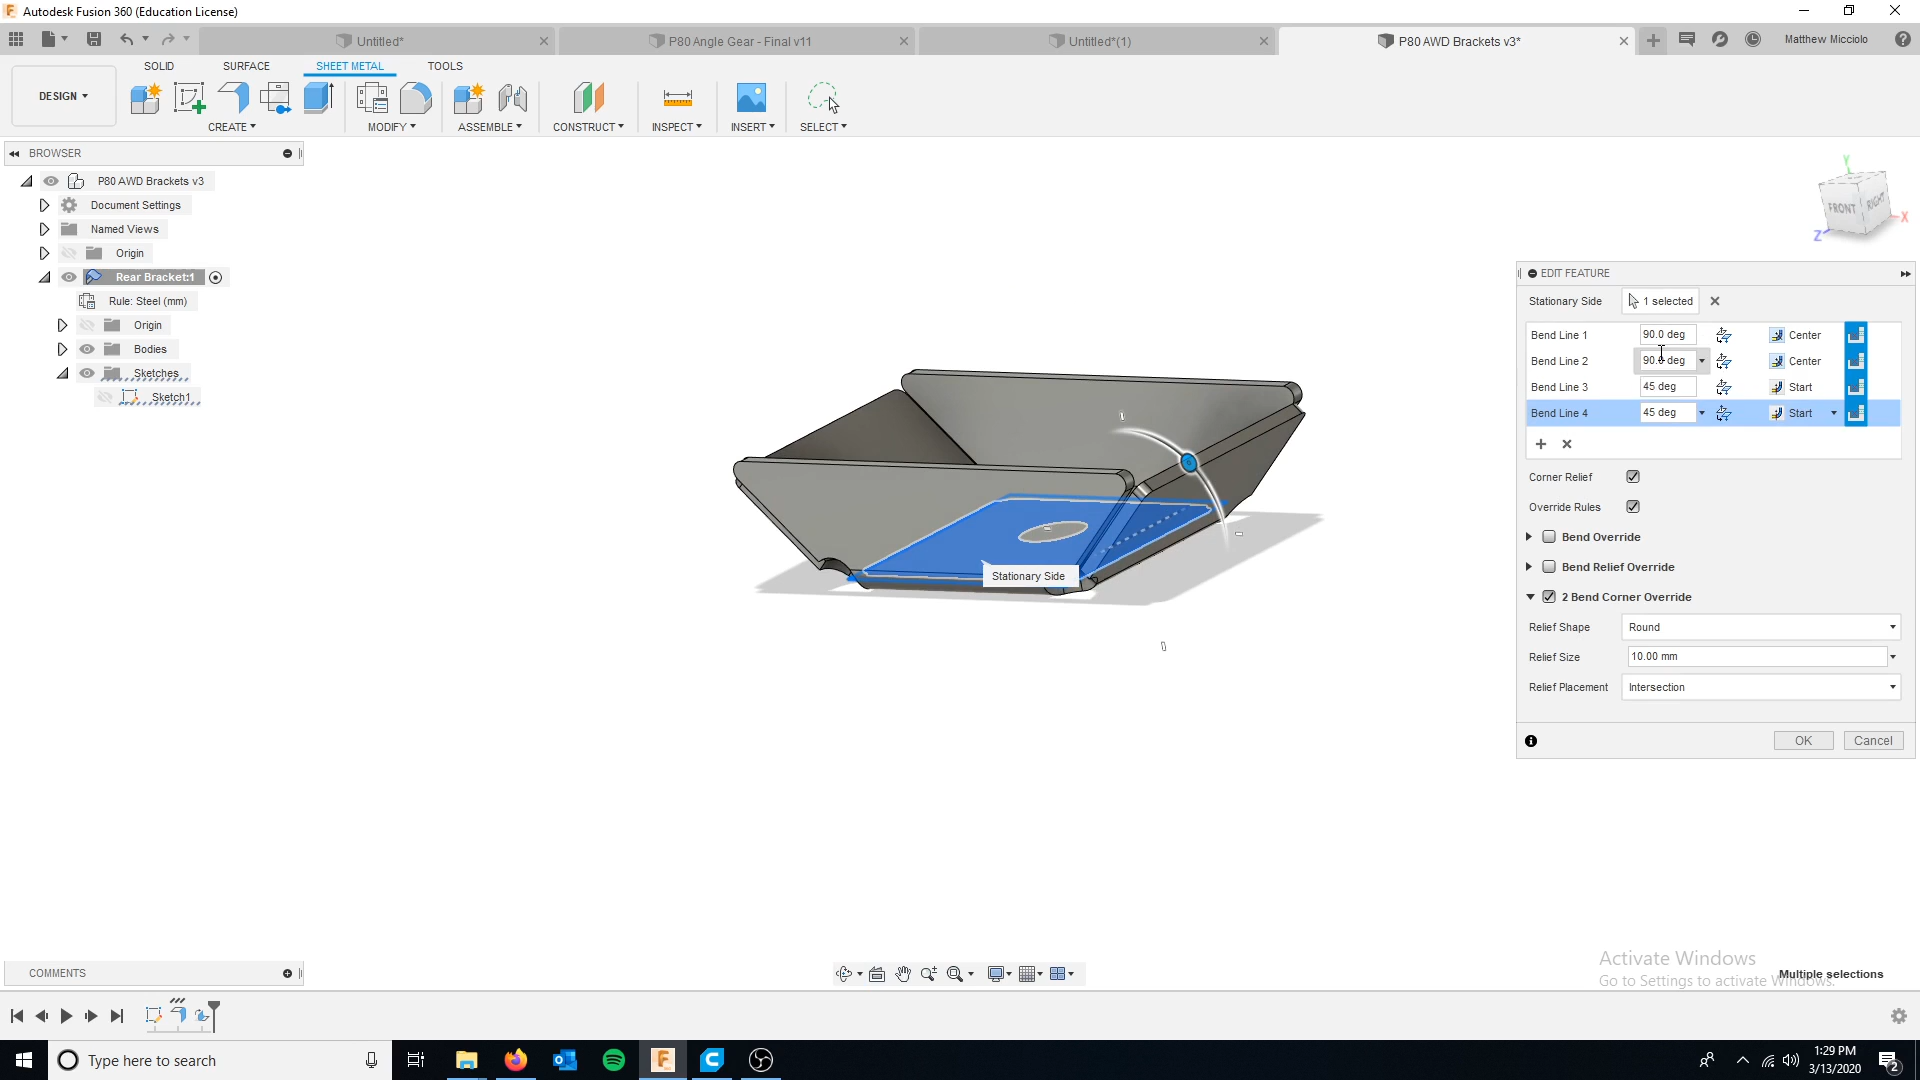 Autodesk Fusion 360 (Education License)
Untitled*
P80 Angle Gear - Final v11
Untitled*(1)
P80 AWD Brackets v3*
Matthew Micciolo
DESIGN
SOLID SURFACE SHEET METAL TOOLS
CREATE MODIFY ASSEMBLE CONSTRUCT INSPECT INSERT SELECT
BROWSER
P80 AWD Brackets v3
Document Settings
Named Views
Origin
Rear Bracket:1
Rule: Steel (mm)
Origin
Bodies
Sketches
Sketch1
Y
FRONT RIGHT
X
Z
EDIT FEATURE
Stationary Side 1 selected
Bend Line 1 90.0 deg Center
Bend Line 2 90.0 deg Center
Bend Line 3 45 deg Start
Bend Line 4 45 deg Start
Corner Relief
Override Rules
Bend Override
Bend Relief Override
2 Bend Corner Override
Relief Shape Round
Relief Size 10.00 mm
Relief Placement Intersection
OK Cancel
Stationary Side
COMMENTS
Activate Windows
Go to Settings to activate Windows.
Multiple selections
Type here to search
1:29 PM
3/13/2020
2